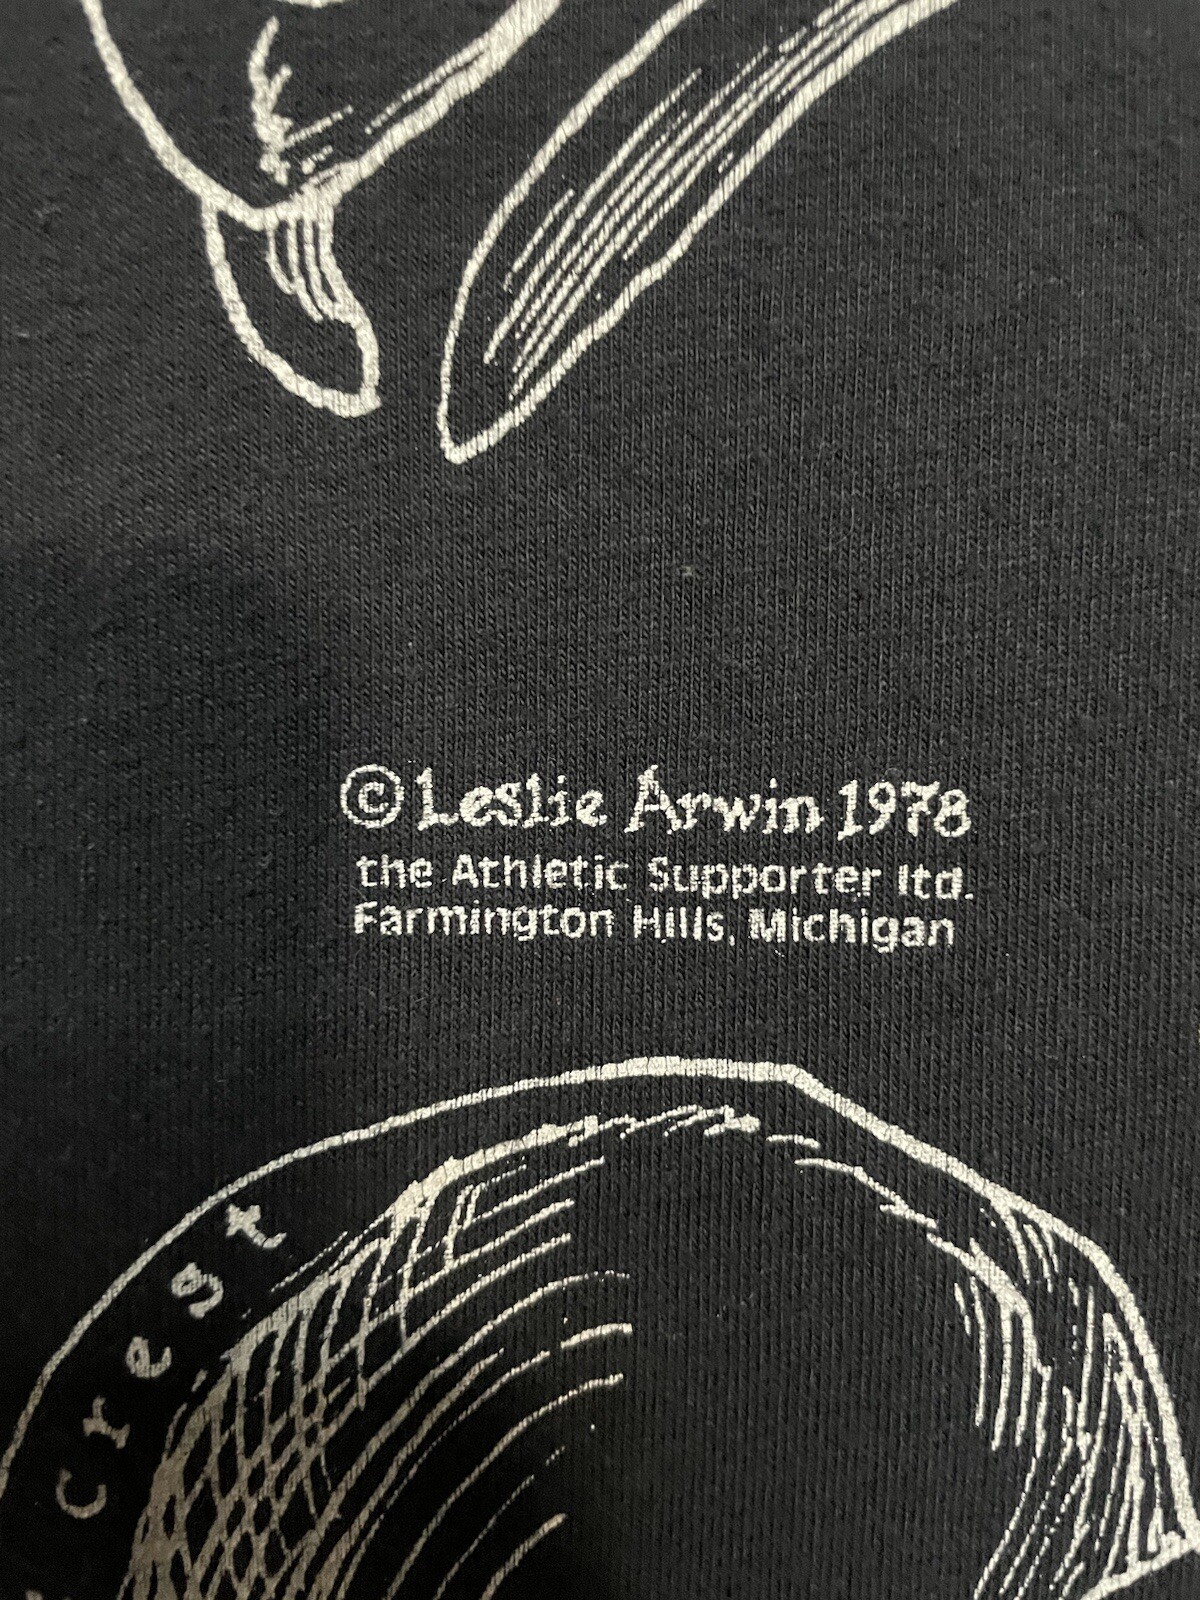 © Leslie Arwin 1978
the Athletic Supporter ltd.
Farmington Hills, Michigan
crest